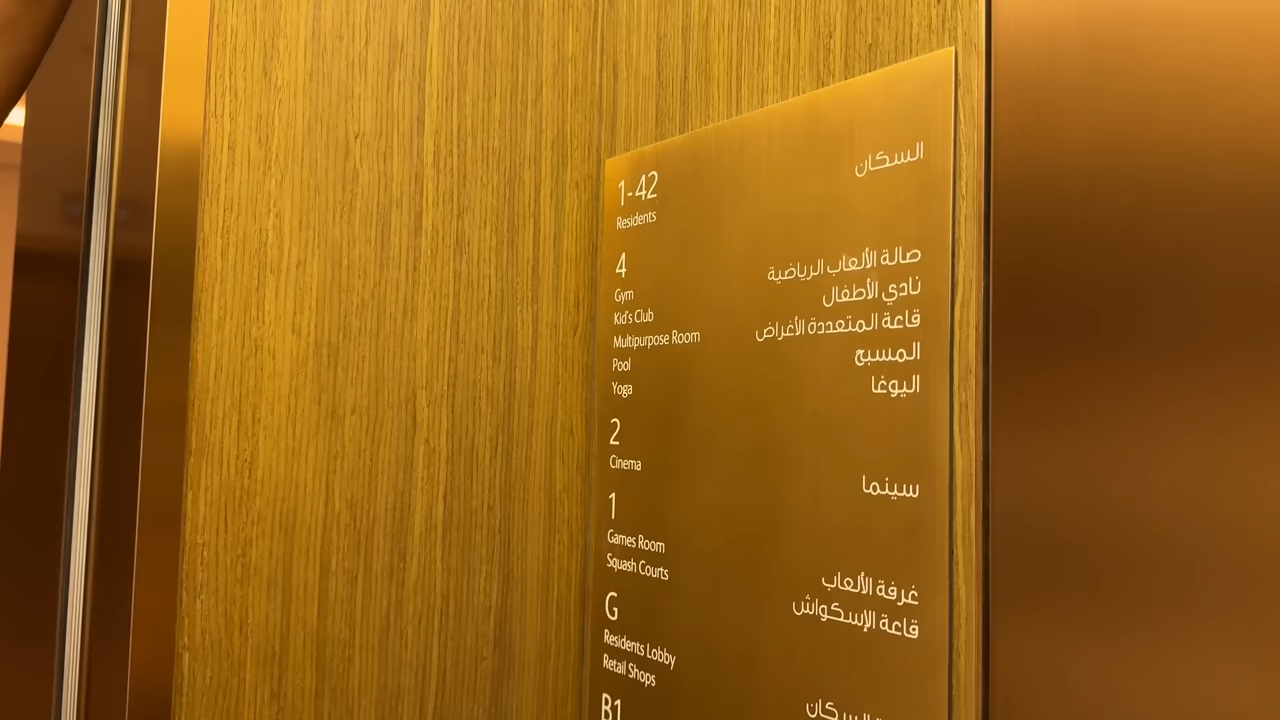 1-42
Residents
السكان
4
Gym
صالة الألعاب الرياضية
Kid's Club
نادي الأطفال
Multipurpose Room
قاعة المتعددة الأغراض
Pool
المسبح
Yoga
اليوغا
2
Cinema
سينما
1
Games Room
غرفة الألعاب
Squash Courts
قاعة الإسكواش
G
Residents Lobby
السكان
Retail Shops
B1